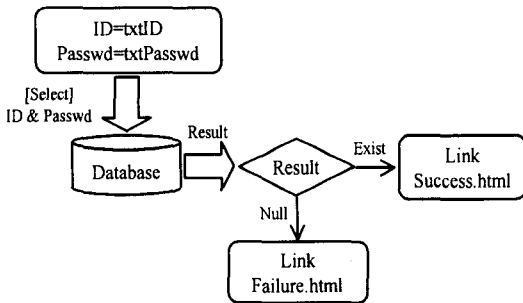 ID=txtID
Passwd=txtPasswd
[Select]
ID & Passwd
Database
Result
Result
Exist
Link
Success.html
Null
Link
Failure.html